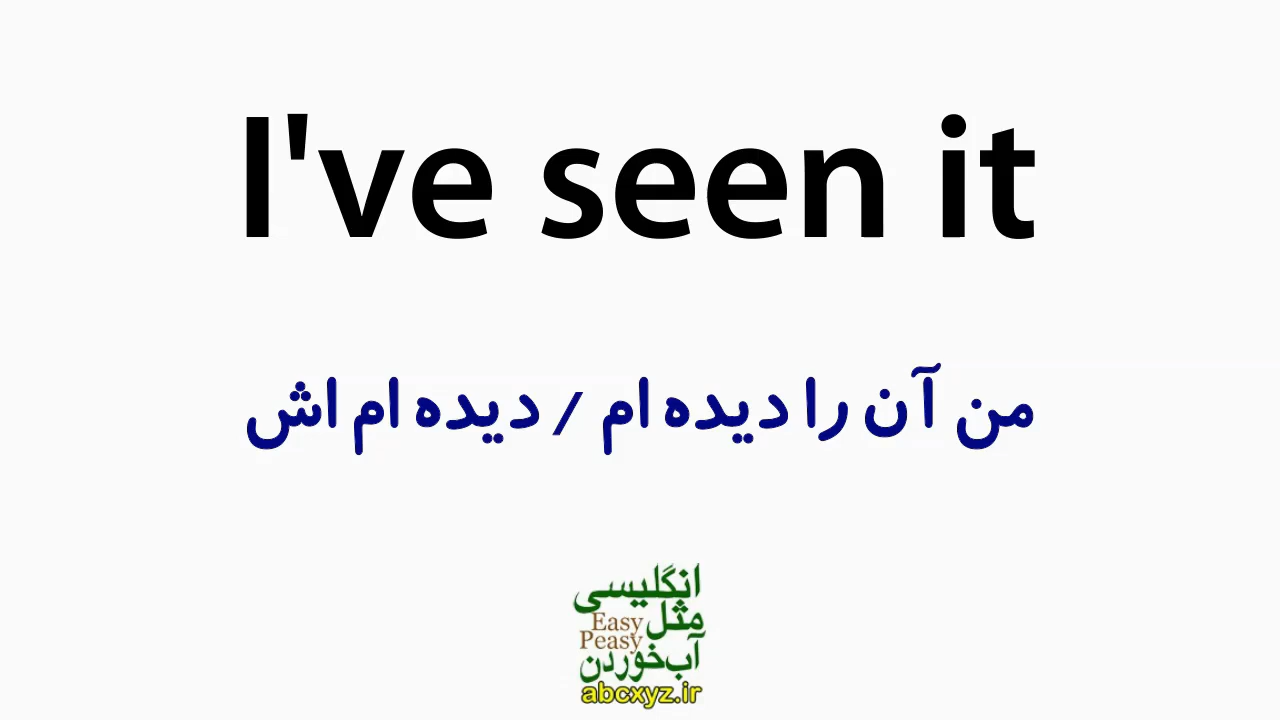 I've seen it
من آن را دیده ام / دیده ام اش
انگلیسی
مثل
Easy
Peasy
آب‌خوردن
abcxyz.ir